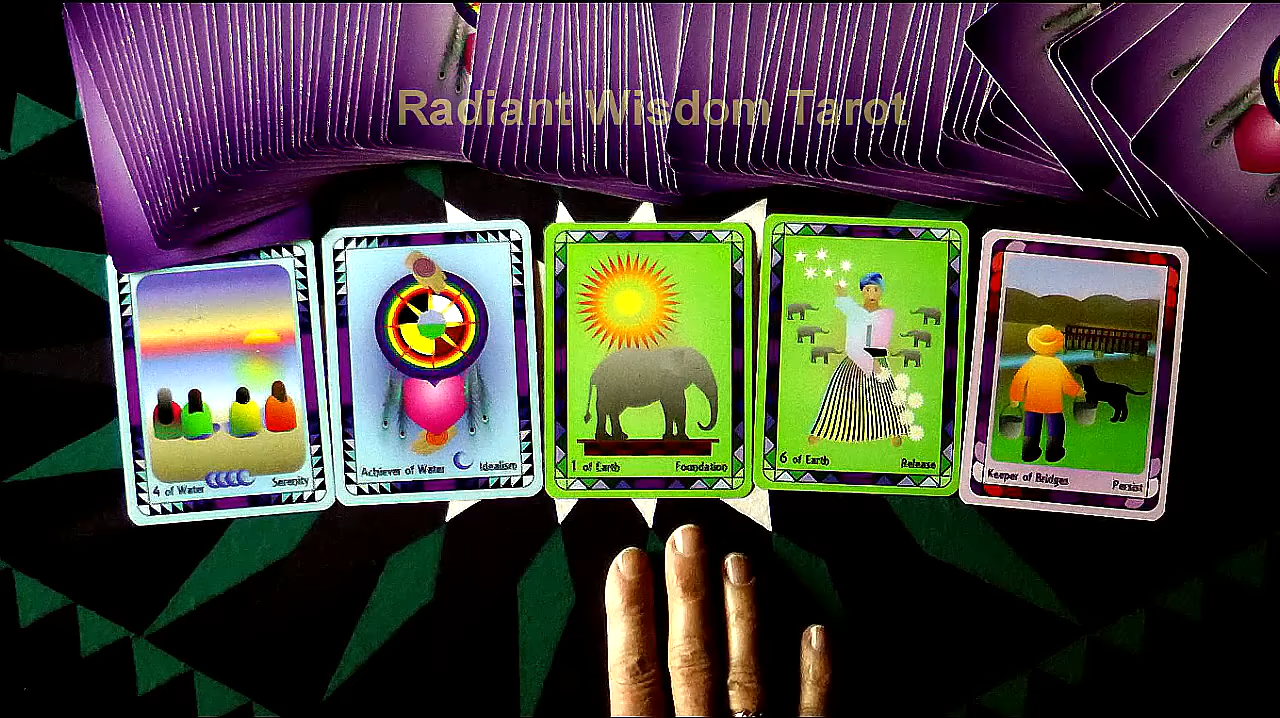 Radiant Wisdom Tarot
4 of Water Serenity
Achiever of Water Idealism
1 of Earth Foundation
6 of Earth Release
Keeper of Bridges Persist